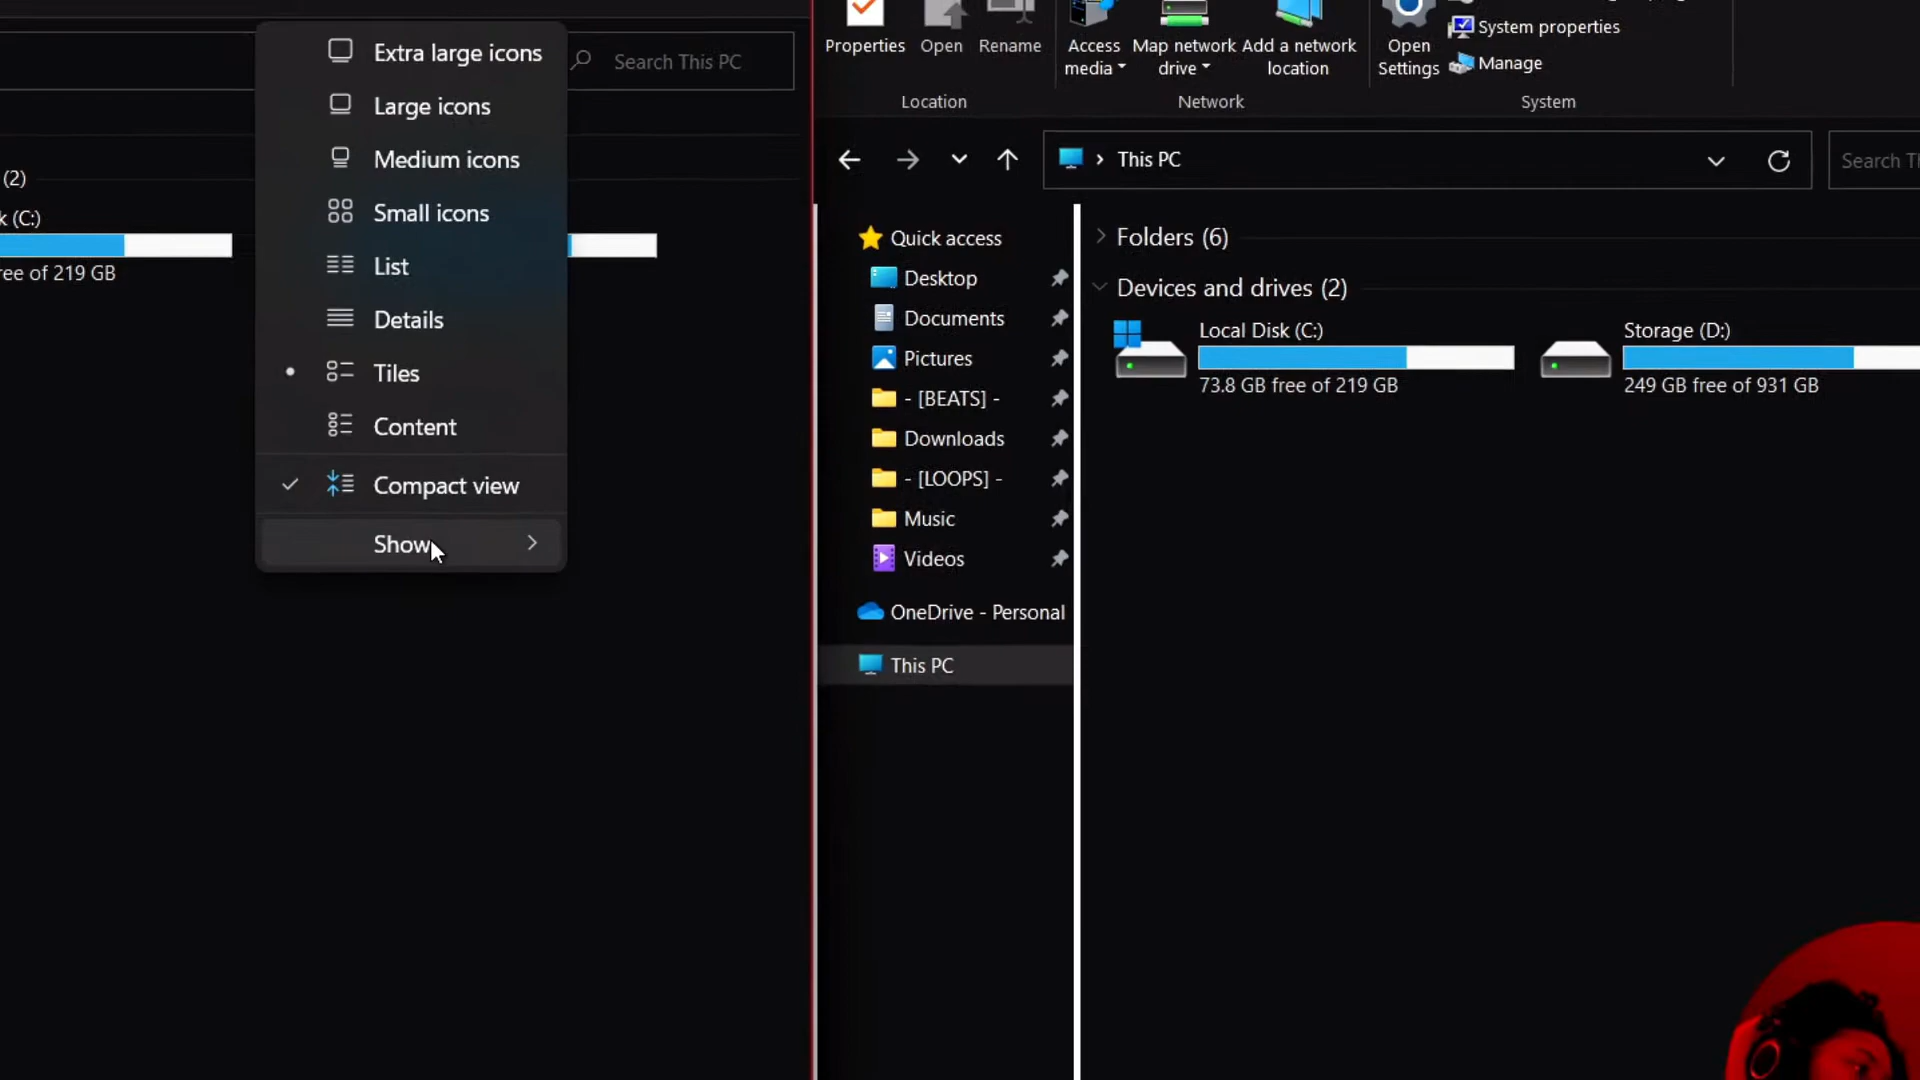 Extra large icons
Large icons
Medium icons
Small icons
List
Details
Tiles
Content
Compact view
Show
Search This PC
(2)
k (C:)
ree of 219 GB
Properties
Open
Rename
Access media
Map network drive
Add a network location
Open Settings
System properties
Manage
Location
Network
System
This PC
Search T
Quick access
Desktop
Documents
Pictures
- [BEATS] -
Downloads
- [LOOPS] -
Music
Videos
OneDrive - Personal
This PC
Folders (6)
Devices and drives (2)
Local Disk (C:)
73.8 GB free of 219 GB
Storage (D:)
249 GB free of 931 GB